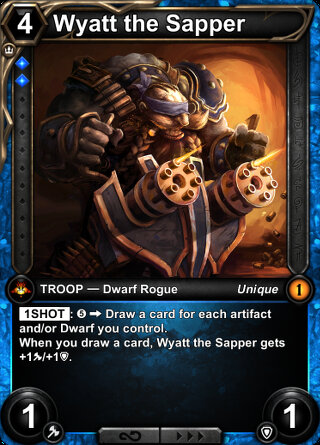 4 Wyatt the Sapper
TROOP — Dwarf Rogue Unique 1
1SHOT: 5 ➡ Draw a card for each artifact
and/or Dwarf you control.
When you draw a card, Wyatt the Sapper gets
+1/+1.
1 1